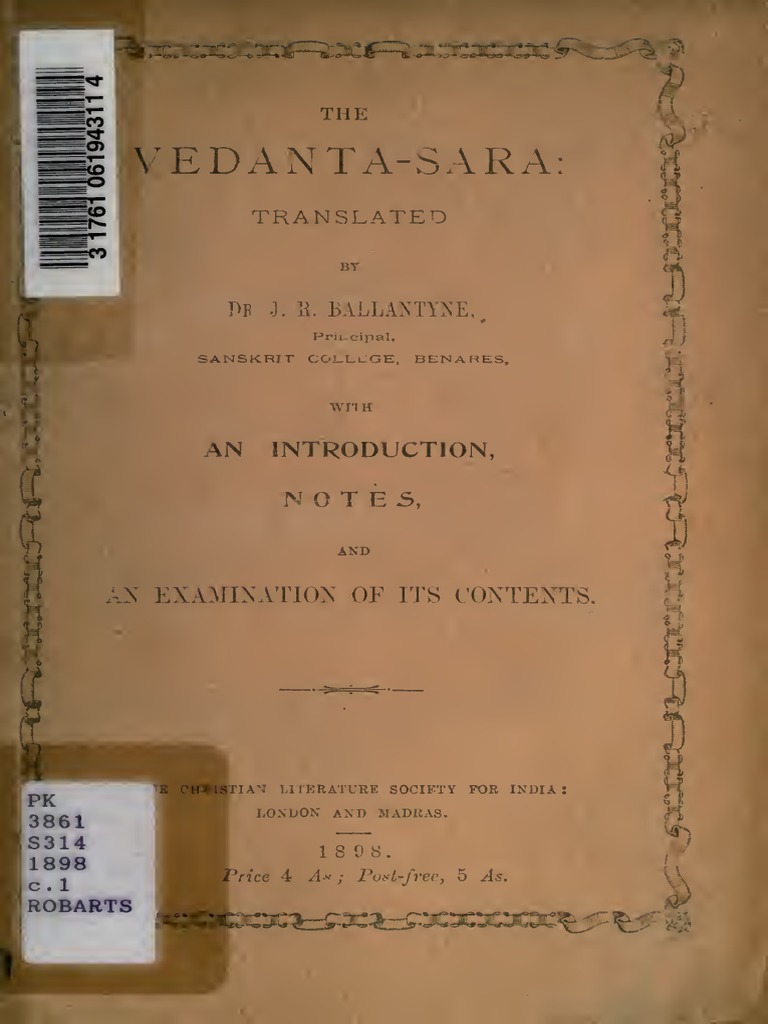 3 1761 06194311 4
THE
VEDANTA-SARA:
TRANSLATED
BY
DR J. R. BALLANTYNE,
Principal,
SANSKRIT COLLEGE, BENARES,
WITH
AN INTRODUCTION,
NOTES,
AND
AN EXAMINATION OF ITS CONTENTS.
CHRISTIAN LITERATURE SOCIETY FOR INDIA:
LONDON AND MADRAS.
1898.
Price 4 As; Post-free, 5 As.
PK
3861
S314
1898
c.1
ROBARTS